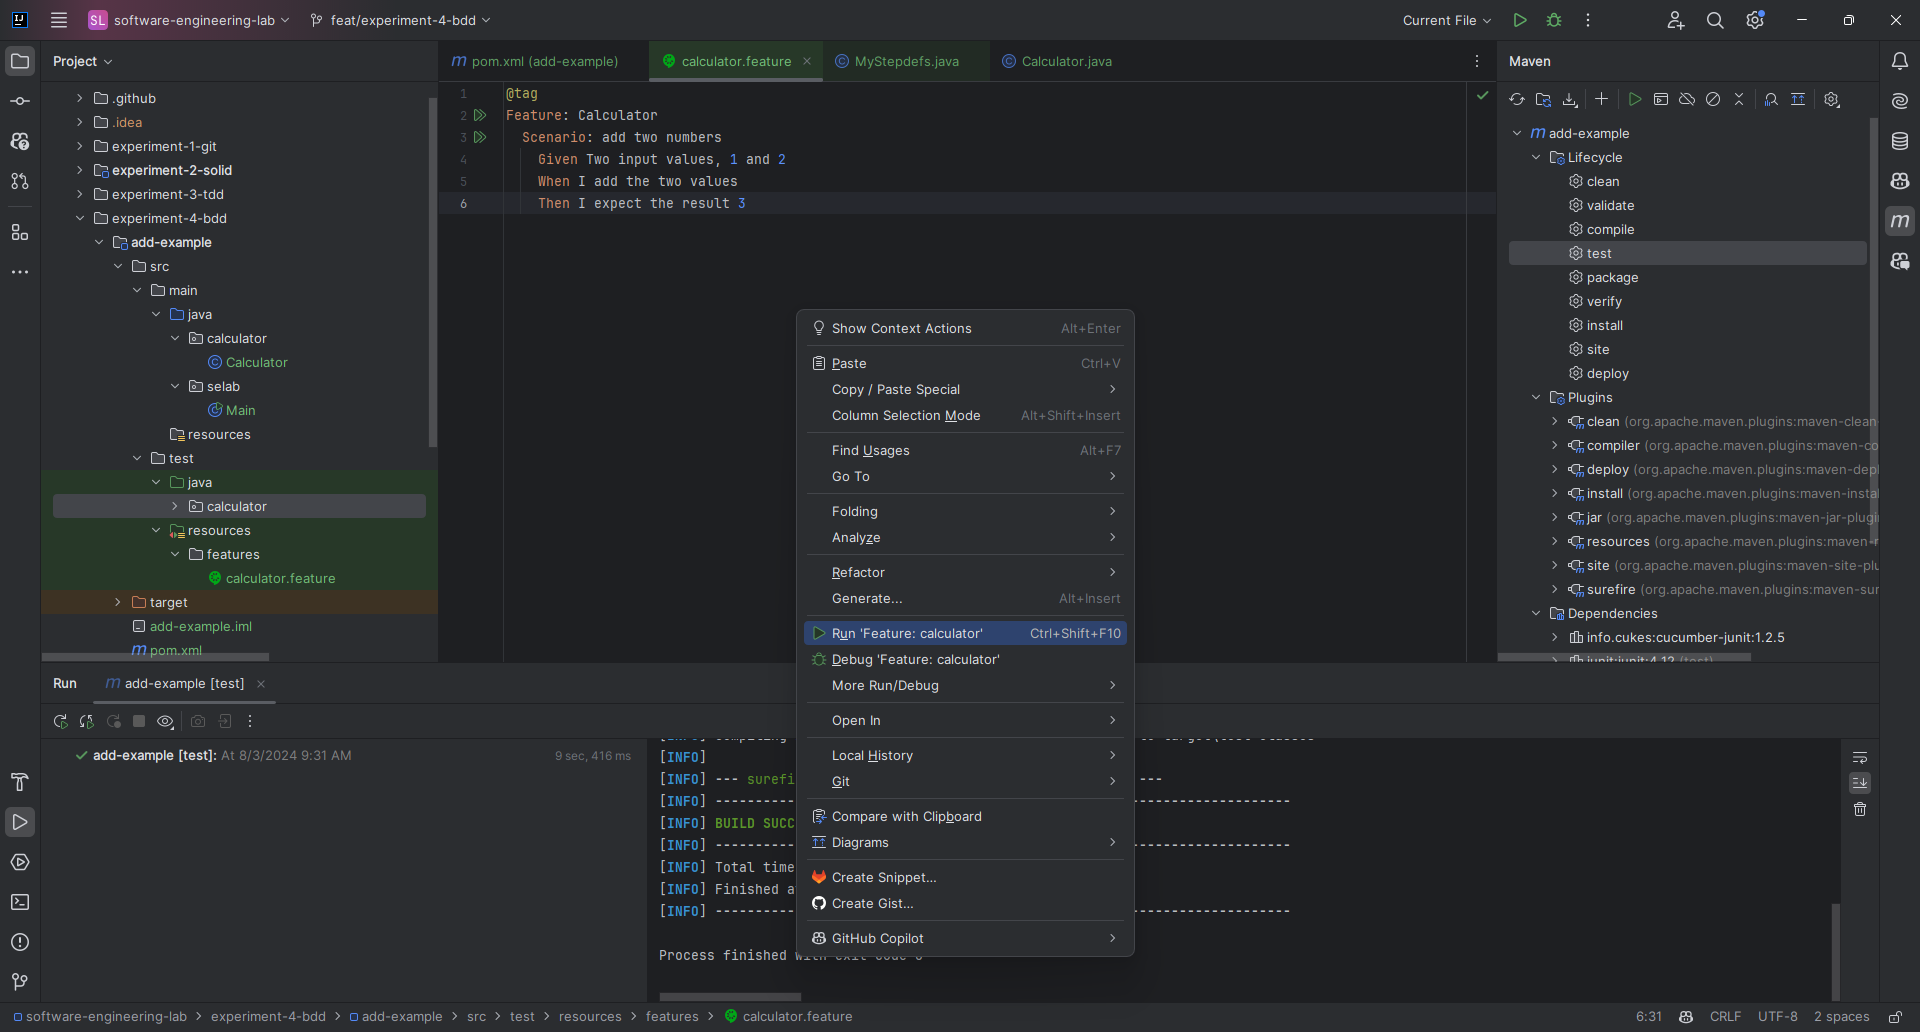 SL software-engineering-lab feat/experiment-4-bdd Current File
Project
.github
.idea
experiment-1-git
experiment-2-solid
experiment-3-tdd
experiment-4-bdd
add-example
src
main
java
calculator
Calculator
selab
Main
resources
test
java
calculator
resources
features
calculator.feature
target
add-example.iml
pom.xml
pom.xml (add-example) calculator.feature MyStepdefs.java Calculator.java
1 @tag
2 Feature: Calculator
3 Scenario: add two numbers
4 Given Two input values, 1 and 2
5 When I add the two values
6 Then I expect the result 3
Show Context Actions Alt+Enter
Paste Ctrl+V
Copy / Paste Special
Column Selection Mode Alt+Shift+Insert
Find Usages Alt+F7
Go To
Folding
Analyze
Refactor
Generate... Alt+Insert
Run 'Feature: calculator' Ctrl+Shift+F10
Debug 'Feature: calculator'
More Run/Debug
Open In
Local History
Git
Compare with Clipboard
Diagrams
Create Snippet...
Create Gist...
GitHub Copilot
Maven
add-example
Lifecycle
clean
validate
compile
test
package
verify
install
site
deploy
Plugins
clean (org.apache.maven.plugins:maven-clean-
compiler (org.apache.maven.plugins:maven-co
deploy (org.apache.maven.plugins:maven-depl
install (org.apache.maven.plugins:maven-instal
jar (org.apache.maven.plugins:maven-jar-plugi
resources (org.apache.maven.plugins:maven-r
site (org.apache.maven.plugins:maven-site-plu
surefire (org.apache.maven.plugins:maven-sur
Dependencies
info.cukes:cucumber-junit:1.2.5
junit:junit:4.12 (test)
Run add-example [test]
add-example [test]: At 8/3/2024 9:31 AM 9 sec, 416 ms
[INFO]
[INFO] --- surefi ---
[INFO] ----------- --------------------
[INFO] BUILD SUCC
[INFO] ----------- --------------------
[INFO] Total time
[INFO] Finished a
[INFO] ----------- --------------------
Process finished with exit code 0
software-engineering-lab > experiment-4-bdd > add-example > src > test > resources > features > calculator.feature 6:31 CRLF UTF-8 2 spaces